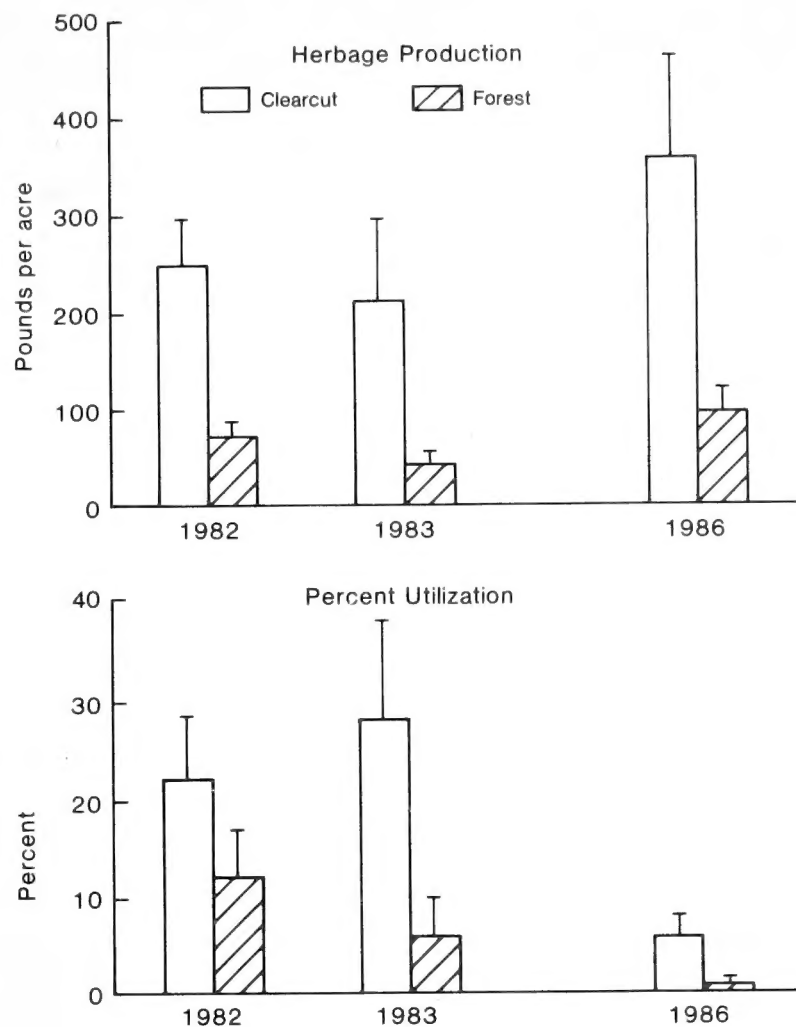 Herbage Production
Clearcut Forest
Pounds per acre
500
400
300
200
100
0
1982 1983 1986
Percent Utilization
Percent
40
30
20
10
0
1982 1983 1986